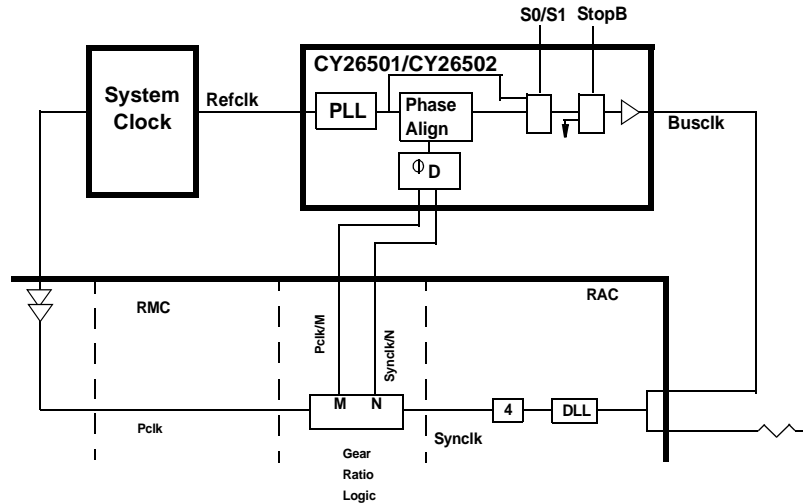 S0/S1 StopB
CY26501/CY26502
System
Clock
Refclk
PLL
Phase
Align
Busclk
Φ D
RMC
RAC
Pclk/M
Synclk/N
M N
4
DLL
Pclk
Synclk
Gear
Ratio
Logic